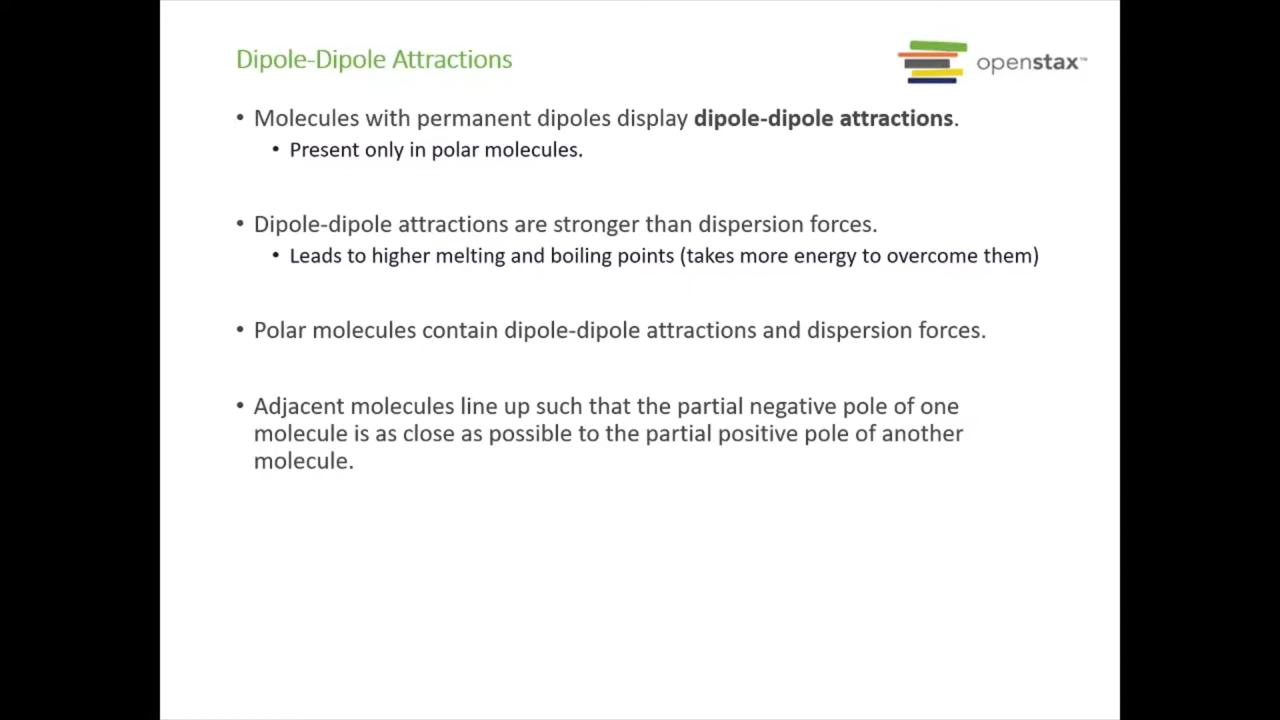 Dipole-Dipole Attractions
openstax™
• Molecules with permanent dipoles display dipole-dipole attractions.
• Present only in polar molecules.
• Dipole-dipole attractions are stronger than dispersion forces.
• Leads to higher melting and boiling points (takes more energy to overcome them)
• Polar molecules contain dipole-dipole attractions and dispersion forces.
• Adjacent molecules line up such that the partial negative pole of one
molecule is as close as possible to the partial positive pole of another
molecule.